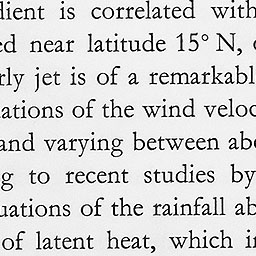 dient is correlated with
ed near latitude 15° N,
rly jet is of a remarkabl
ations of the wind veloc
and varying between abo
g to recent studies by
uations of the rainfall ab
of latent heat, which i